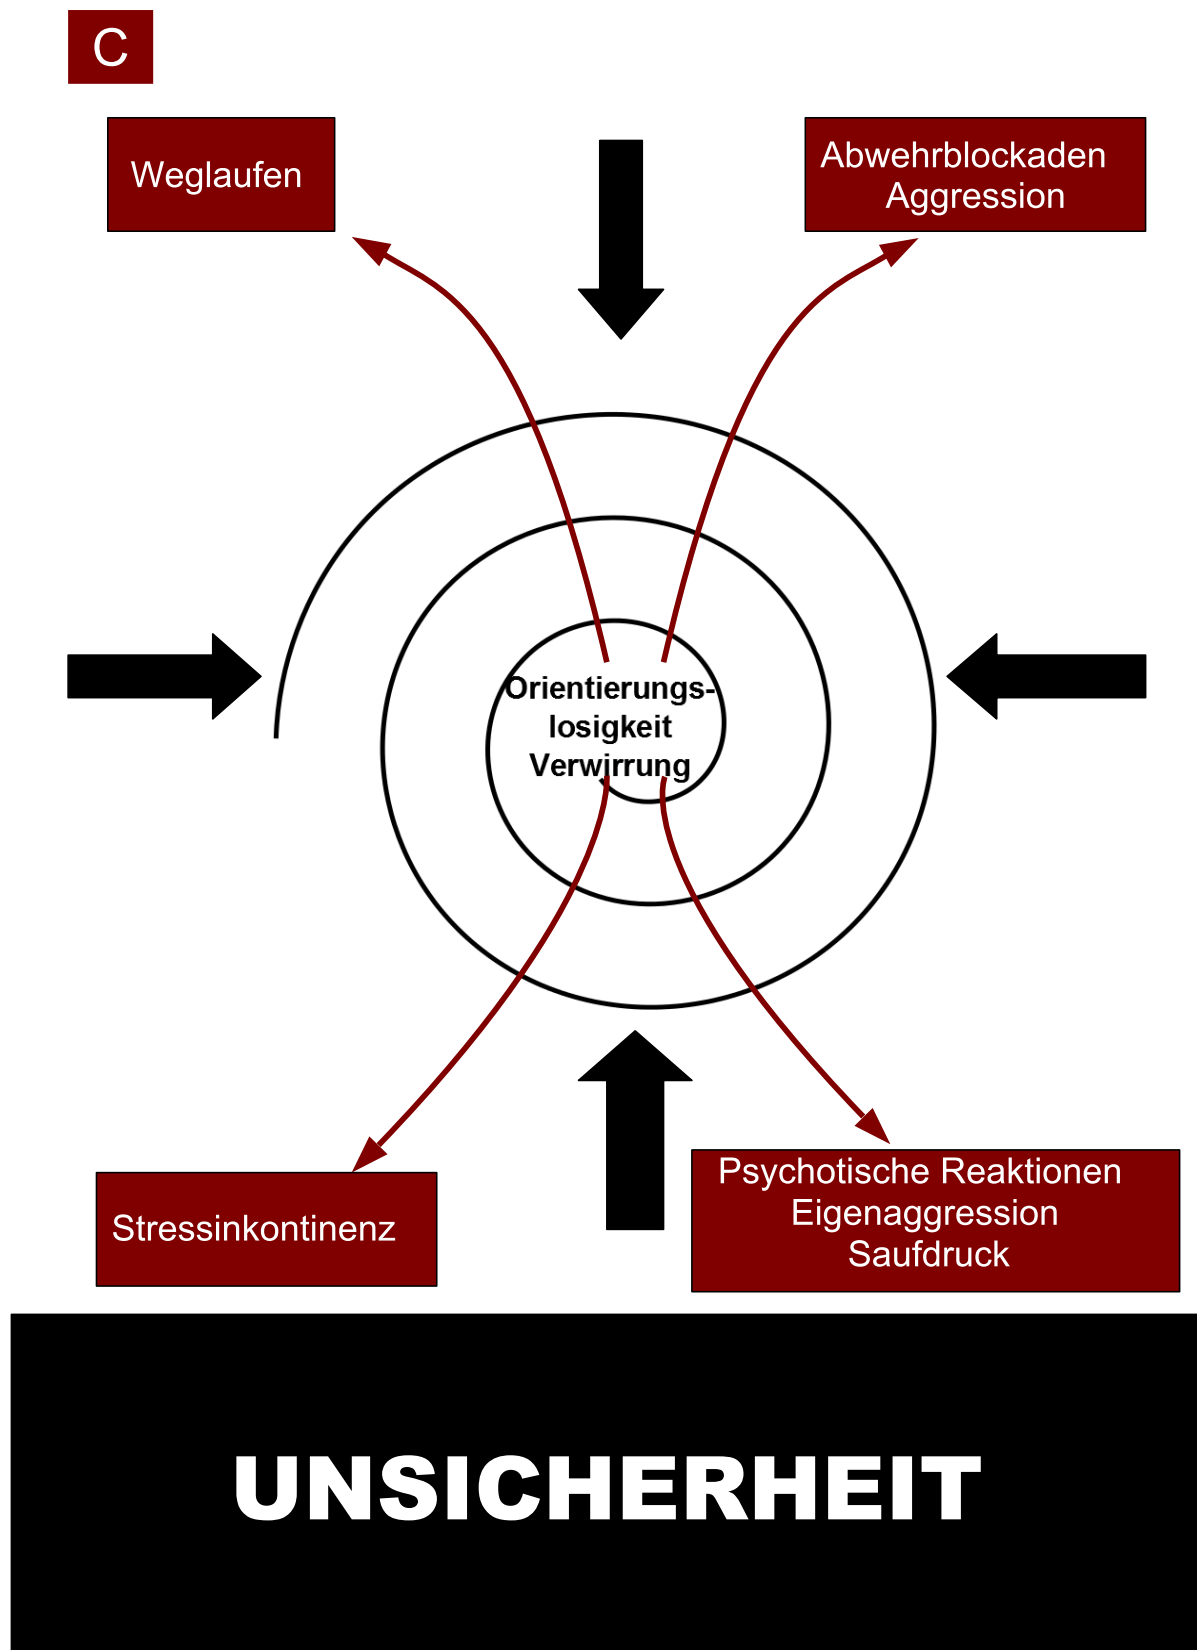 C
Weglaufen
Abwehrblockaden
Aggression
Orientierungs-
losigkeit
Verwirrung
Stressinkontinenz
Psychotische Reaktionen
Eigenaggression
Saufdruck
UNSICHERHEIT